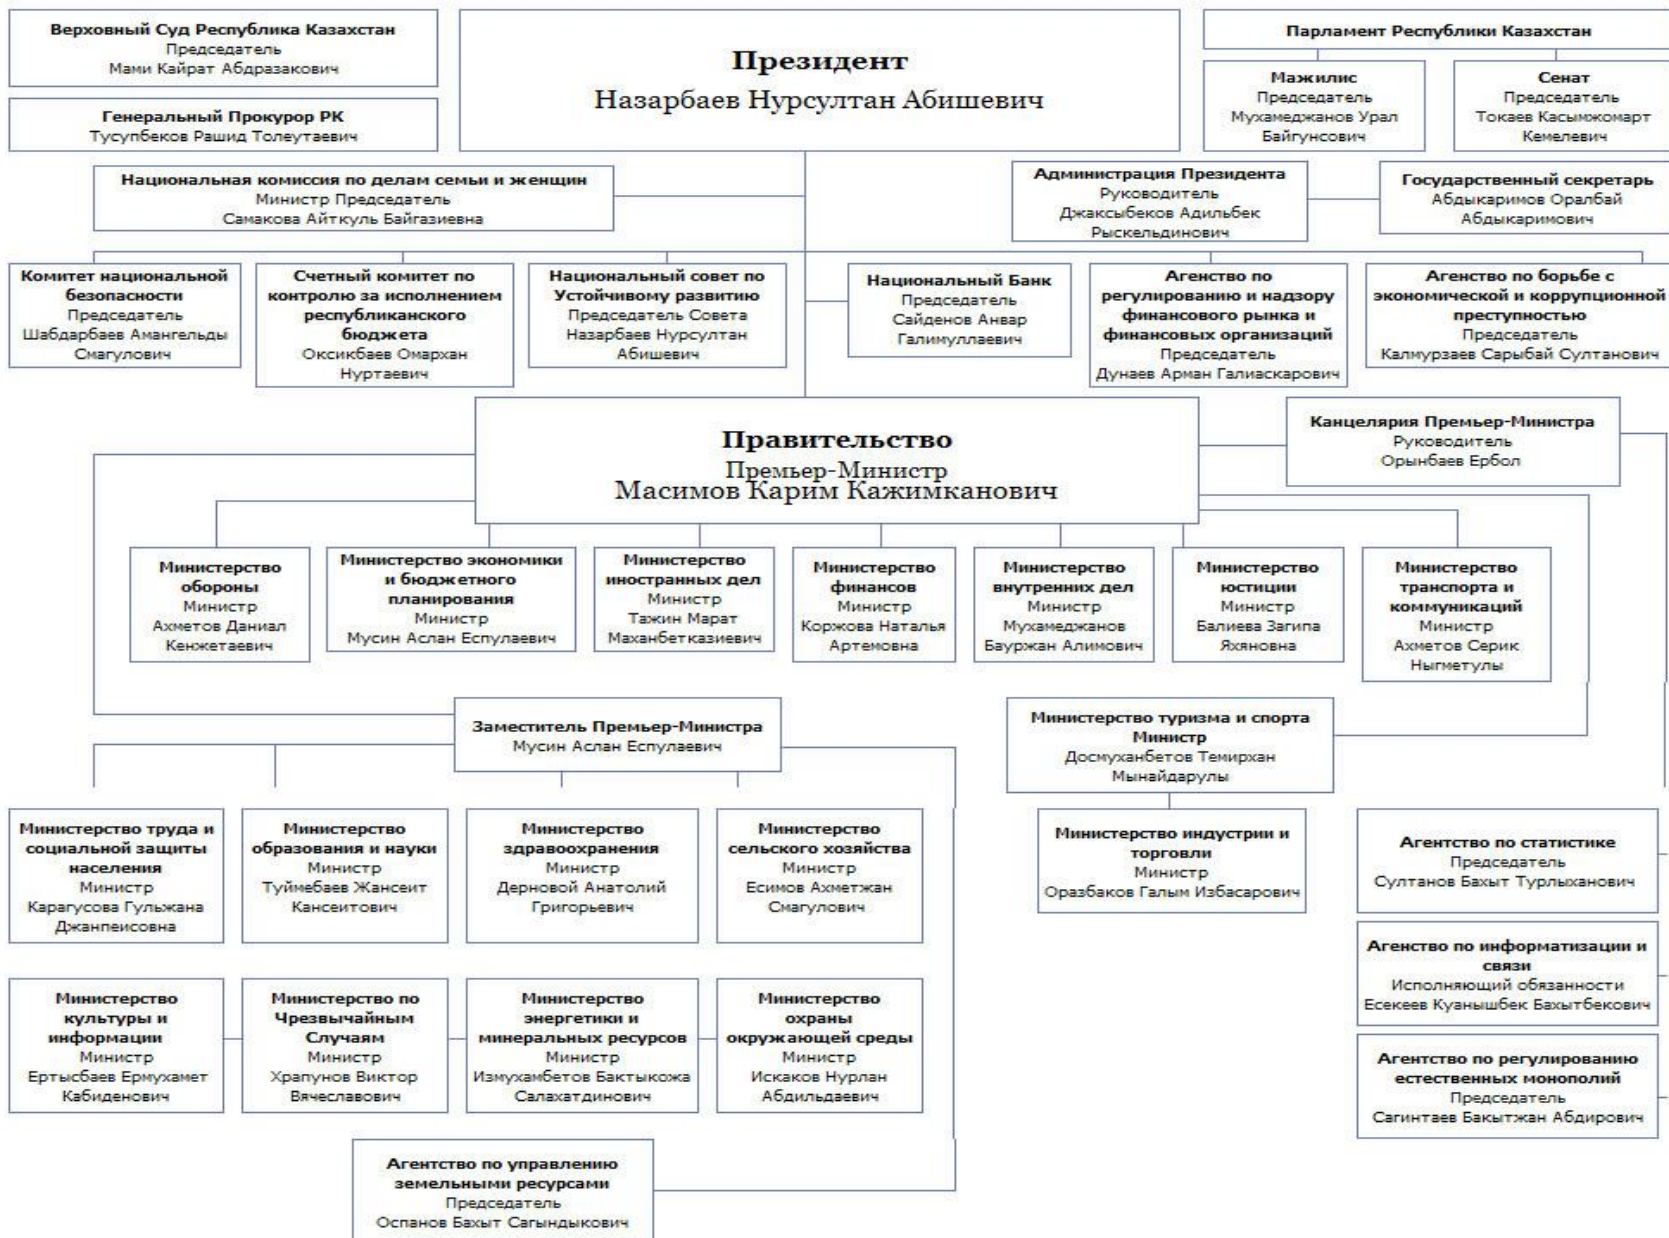 Верховный Суд Республика Казахстан
Председатель
Мами Кайрат Абдразакович
Генеральный Прокурор РК
Тусупбеков Рашид Толеутаевич
Президент
Назарбаев Нурсултан Абишевич
Парламент Республики Казахстан
Мажилис
Председатель
Мухамеджанов Урал
Байгунсович
Сенат
Председатель
Токаев Касымжомарт
Кемелевич
Национальная комиссия по делам семьи и женщин
Министр Председатель
Самакова Айткуль Байгазиевна
Администрация Президента
Руководитель
Джаксыбеков Адильбек
Рыскельдинович
Государственный секретарь
Абдыкаримов Оралбай
Абдыкаримович
Комитет национальной
безопасности
Председатель
Шабдарбаев Амангельды
Смагулович
Счетный комитет по
контролю за исполнением
республиканского
бюджета
Оксикбаев Омархан
Нуртаевич
Национальный совет по
Устойчивому развитию
Председатель Совета
Назарбаев Нурсултан
Абишевич
Национальный Банк
Председатель
Сайденов Анвар
Галимуллаевич
Агенство по
регулированию и надзору
финансового рынка и
финансовых организаций
Председатель
Дунаев Арман Галиаскарович
Агенство по борьбе с
экономической и коррупционной
преступностью
Председатель
Калмурзаев Сарыбай Султанович
Правительство
Премьер-Министр
Масимов Карим Кажимканович
Канцелярия Премьер-Министра
Руководитель
Орынбаев Ербол
Министерство
обороны
Министр
Ахметов Даниал
Кенжетаевич
Министерство экономики
и бюджетного
планирования
Министр
Мусин Аслан Еспулаевич
Министерство
иностранных дел
Министр
Тажин Марат
Маханбетказиевич
Министерство
финансов
Министр
Коржова Наталья
Артемовна
Министерство
внутренних дел
Министр
Мухамеджанов
Бауржан Алимович
Министерство
юстиции
Министр
Балиева Загипа
Яхяновна
Министерство
транспорта и
коммуникаций
Министр
Ахметов Серик
Ныгметулы
Заместитель Премьер-Министра
Мусин Аслан Еспулаевич
Министерство туризма и спорта
Министр
Досмуханбетов Темирхан
Мынайдарулы
Министерство труда и
социальной защиты
населения
Министр
Карагусова Гульжана
Джанпеисовна
Министерство
образования и науки
Министр
Туймебаев Жансеит
Кансеитович
Министерство
здравоохранения
Министр
Дерновой Анатолий
Григорьевич
Министерство
сельского хозяйства
Министр
Есимов Ахметжан
Смагулович
Министерство индустрии и
торговли
Министр
Оразбаков Галым Избасарович
Агентство по статистике
Председатель
Султанов Бахыт Турлыханович
Агенство по информатизации и
связи
Исполняющий обязанности
Есекеев Куанышбек Бахытбекович
Министерство
культуры и
информации
Министр
Ертысбаев Ермухамет
Кабиденович
Министерство по
Чрезвычайным
Случаям
Министр
Храпунов Виктор
Вячеславович
Министерство
энергетики и
минеральных ресурсов
Министр
Измухамбетов Бактыкожа
Салахатдинович
Министерство
охраны
окружающей среды
Министр
Искаков Нурлан
Абдильдаевич
Агентство по регулированию
естественных монополий
Председатель
Сагинтаев Бакытжан Абдирович
Агентство по управлению
земельными ресурсами
Председатель
Оспанов Бахыт Сагындыкович